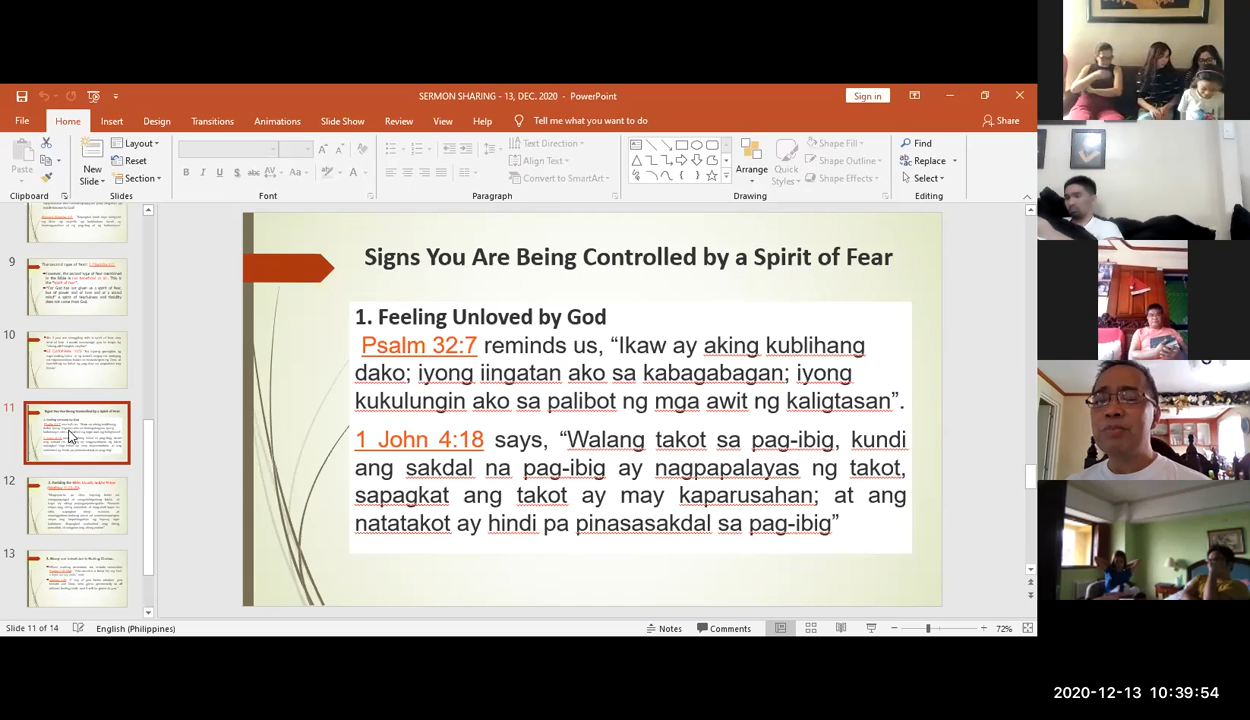 SERMON SHARING - 13, DEC. 2020 - PowerPoint
Sign in
File Home Insert Design Transitions Animations Slide Show Review View Help Tell me what you want to do Share
Paste
Clipboard
New Slide
Layout
Reset
Section
Slides
B I U S abc AV Aa A
Font
Text Direction
Align Text
Convert to SmartArt
Paragraph
Arrange
Quick Styles
Shape Fill
Shape Outline
Shape Effects
Drawing
Find
Replace
Select
Editing
9
10
11
12
13
Signs You Are Being Controlled by a Spirit of Fear
1. Feeling Unloved by God
Psalm 32:7 reminds us, “Ikaw ay aking kublihang
dako; iyong iingatan ako sa kabagabagan; iyong
kukulungin ako sa palibot ng mga awit ng kaligtasan”.
1 John 4:18 says, “Walang takot sa pag-ibig, kundi
ang sakdal na pag-ibig ay nagpapalayas ng takot,
sapagkat ang takot ay may kaparusahan; at ang
natatakot ay hindi pa pinasasakdal sa pag-ibig”
Slide 11 of 14 English (Philippines) Notes Comments 72%
2020-12-13 10:39:54